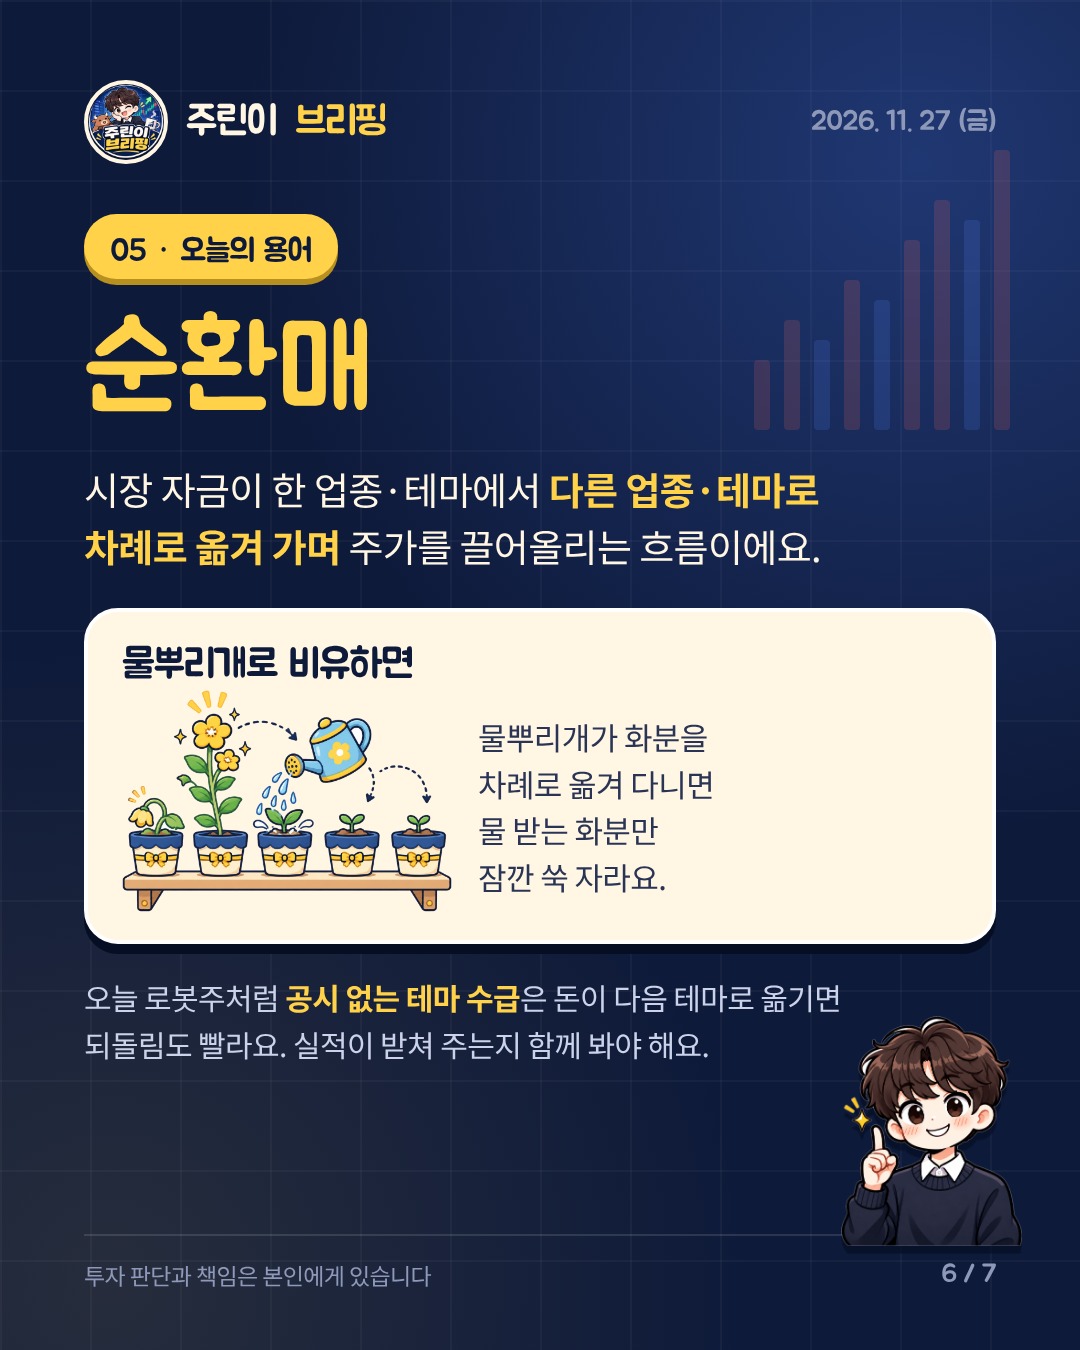 주린이 브리핑
주린이 브리핑
2026. 11. 27 (금)
05 · 오늘의 용어
순환매
시장 자금이 한 업종·테마에서 다른 업종·테마로
차례로 옮겨 가며 주가를 끌어올리는 흐름이에요.
물뿌리개로 비유하면
물뿌리개가 화분을
차례로 옮겨 다니면
물 받는 화분만
잠깐 쑥 자라요.
오늘 로봇주처럼 공시 없는 테마 수급은 돈이 다음 테마로 옮기면
되돌림도 빨라요. 실적이 받쳐 주는지 함께 봐야 해요.
투자 판단과 책임은 본인에게 있습니다
6 / 7